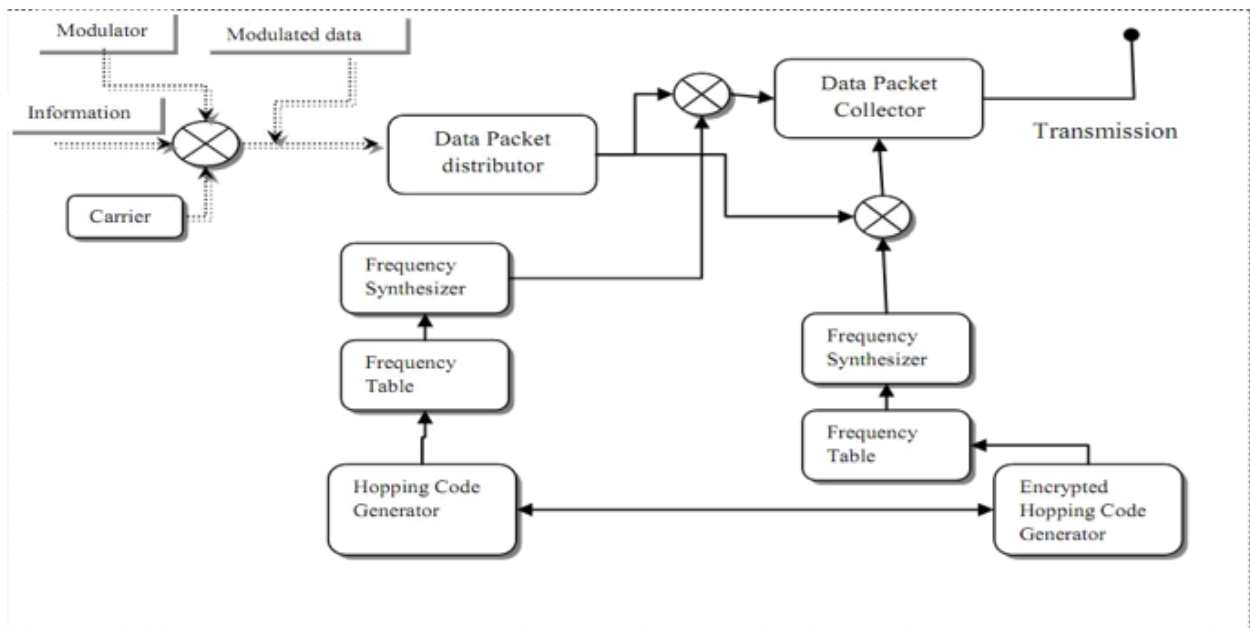 Modulator
Modulated data
Information
Carrier
Data Packet
distributor
Data Packet
Collector
Transmission
Frequency
Synthesizer
Frequency
Table
Hopping Code
Generator
Frequency
Synthesizer
Frequency
Table
Encrypted
Hopping Code
Generator